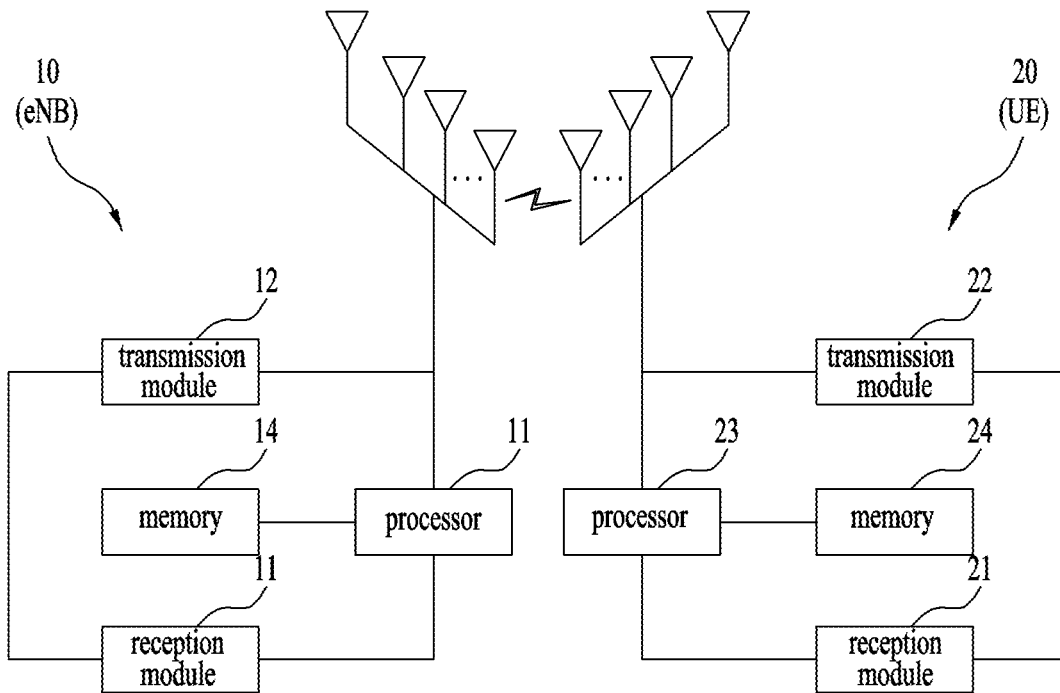 10
(eNB)
20
(UE)
...
...
12
transmission
module
22
transmission
module
14
memory
11
processor
23
processor
24
memory
11
reception
module
21
reception
module